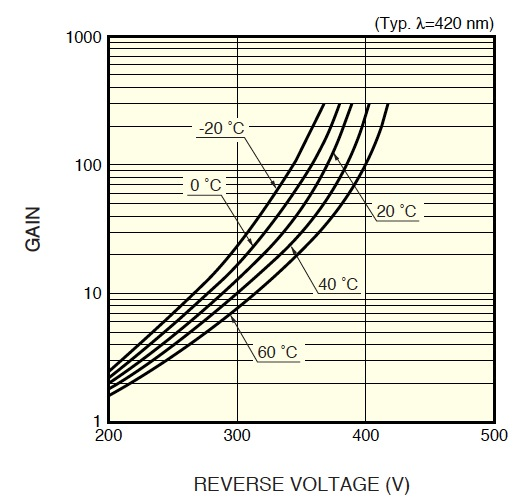 (Typ. λ=420 nm)
1000
-20 ˚C
100
0 ˚C
20 ˚C
GAIN
40 ˚C
10
60 ˚C
1
200 300 400 500
REVERSE VOLTAGE (V)